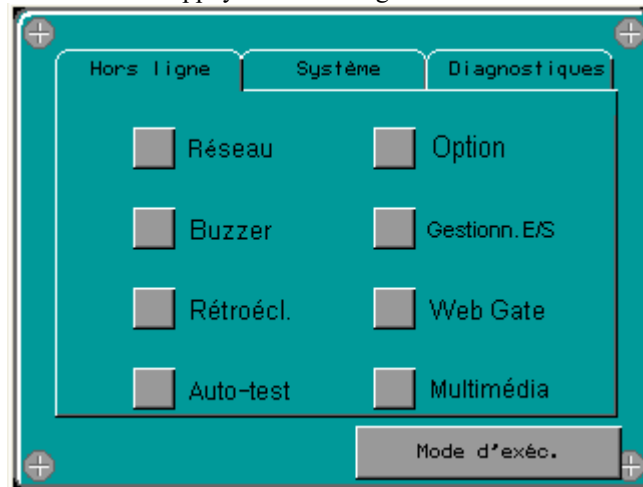 Hors ligne Système Diagnostiques
Réseau Option
Buzzer Gestionn. E/S
Rétroécl. Web Gate
Auto-test Multimédia
Mode d'exéc.